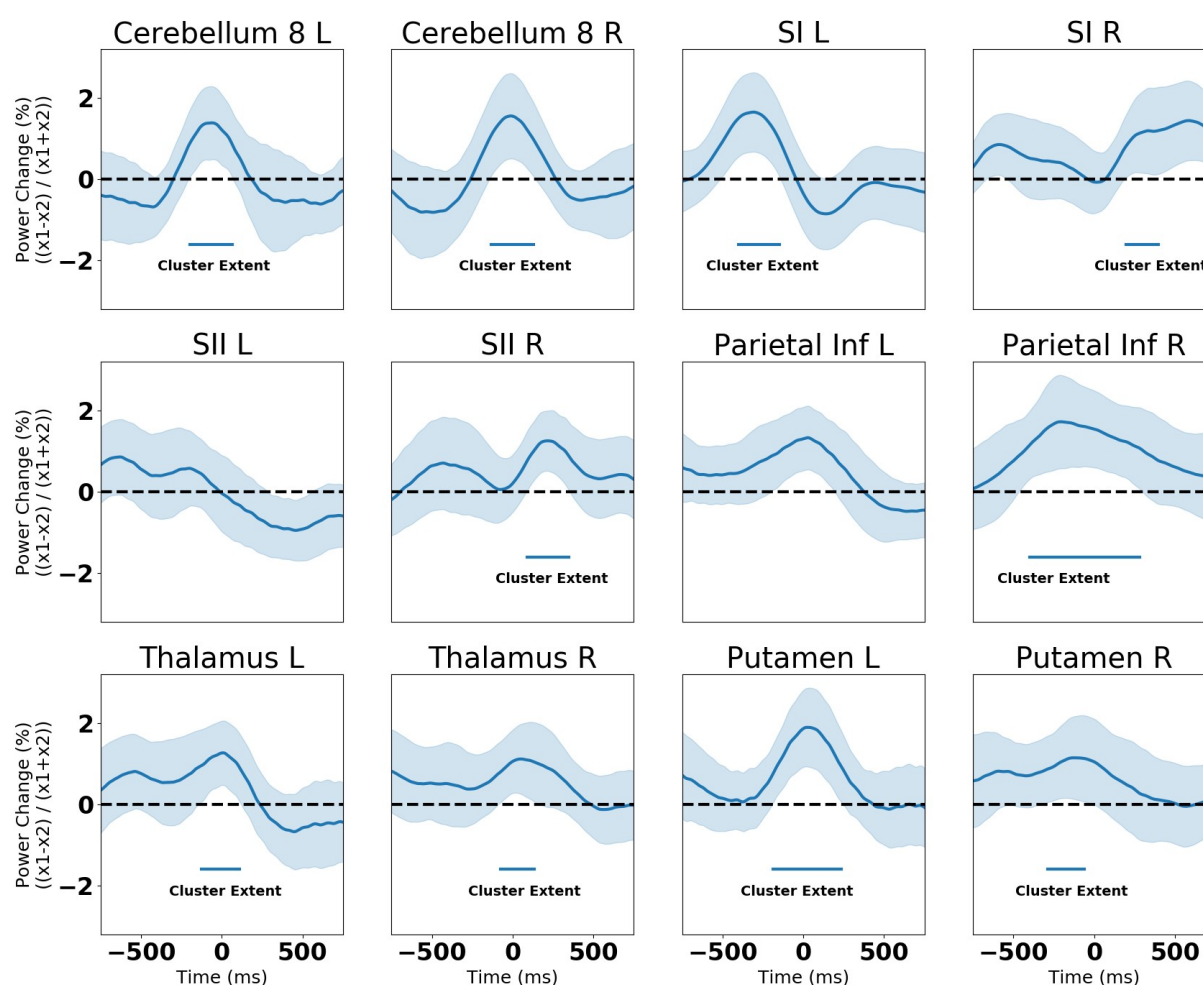 Cerebellum 8 L
Cerebellum 8 R
SI L
SI R
Power Change (%)
((x1-x2) / (x1+x2))
2
0
−2
Cluster Extent
Cluster Extent
Cluster Extent
Cluster Extent
SII L
SII R
Parietal Inf L
Parietal Inf R
Power Change (%)
((x1-x2) / (x1+x2))
2
0
−2
Cluster Extent
Cluster Extent
Thalamus L
Thalamus R
Putamen L
Putamen R
Power Change (%)
((x1-x2) / (x1+x2))
2
0
−2
Cluster Extent
Cluster Extent
Cluster Extent
Cluster Extent
−500 0 500
−500 0 500
−500 0 500
−500 0 500
Time (ms)
Time (ms)
Time (ms)
Time (ms)